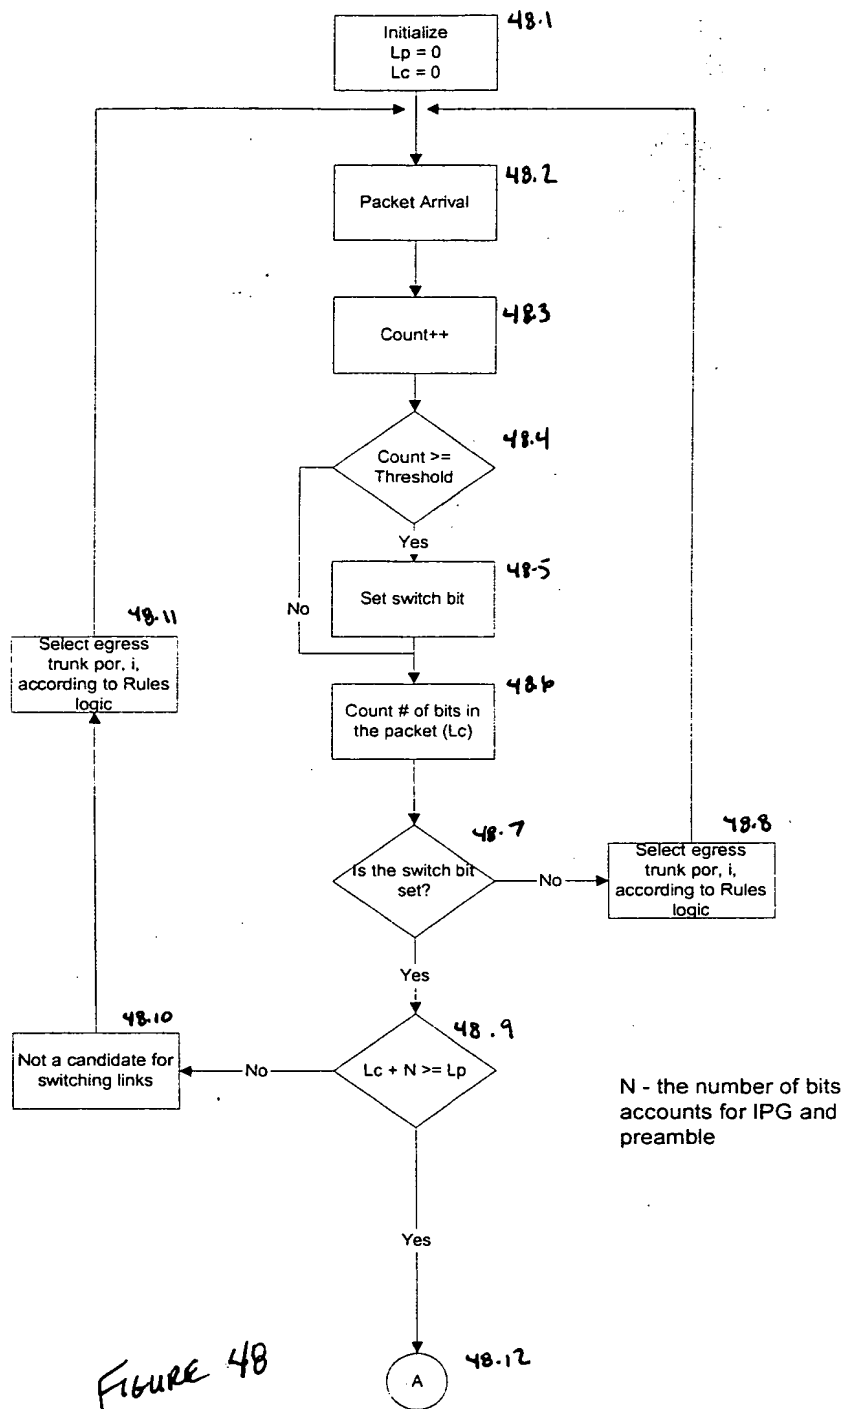 Initialize
Lp = 0
Lc = 0
48.1
Packet Arrival
48.2
Count++
483
Count >=
Threshold
48.4
Yes
No
Set switch bit
48-5
Count # of bits in
the packet (Lc)
486
Is the switch bit
set?
48.7
No
Select egress
trunk por, i,
according to Rules
logic
48.8
Yes
Lc + N >= Lp
48.9
No
Not a candidate for
switching links
48.10
Select egress
trunk por, i,
according to Rules
logic
48.11
N - the number of bits
accounts for IPG and
preamble
Yes
A
48.12
FIGURE 48